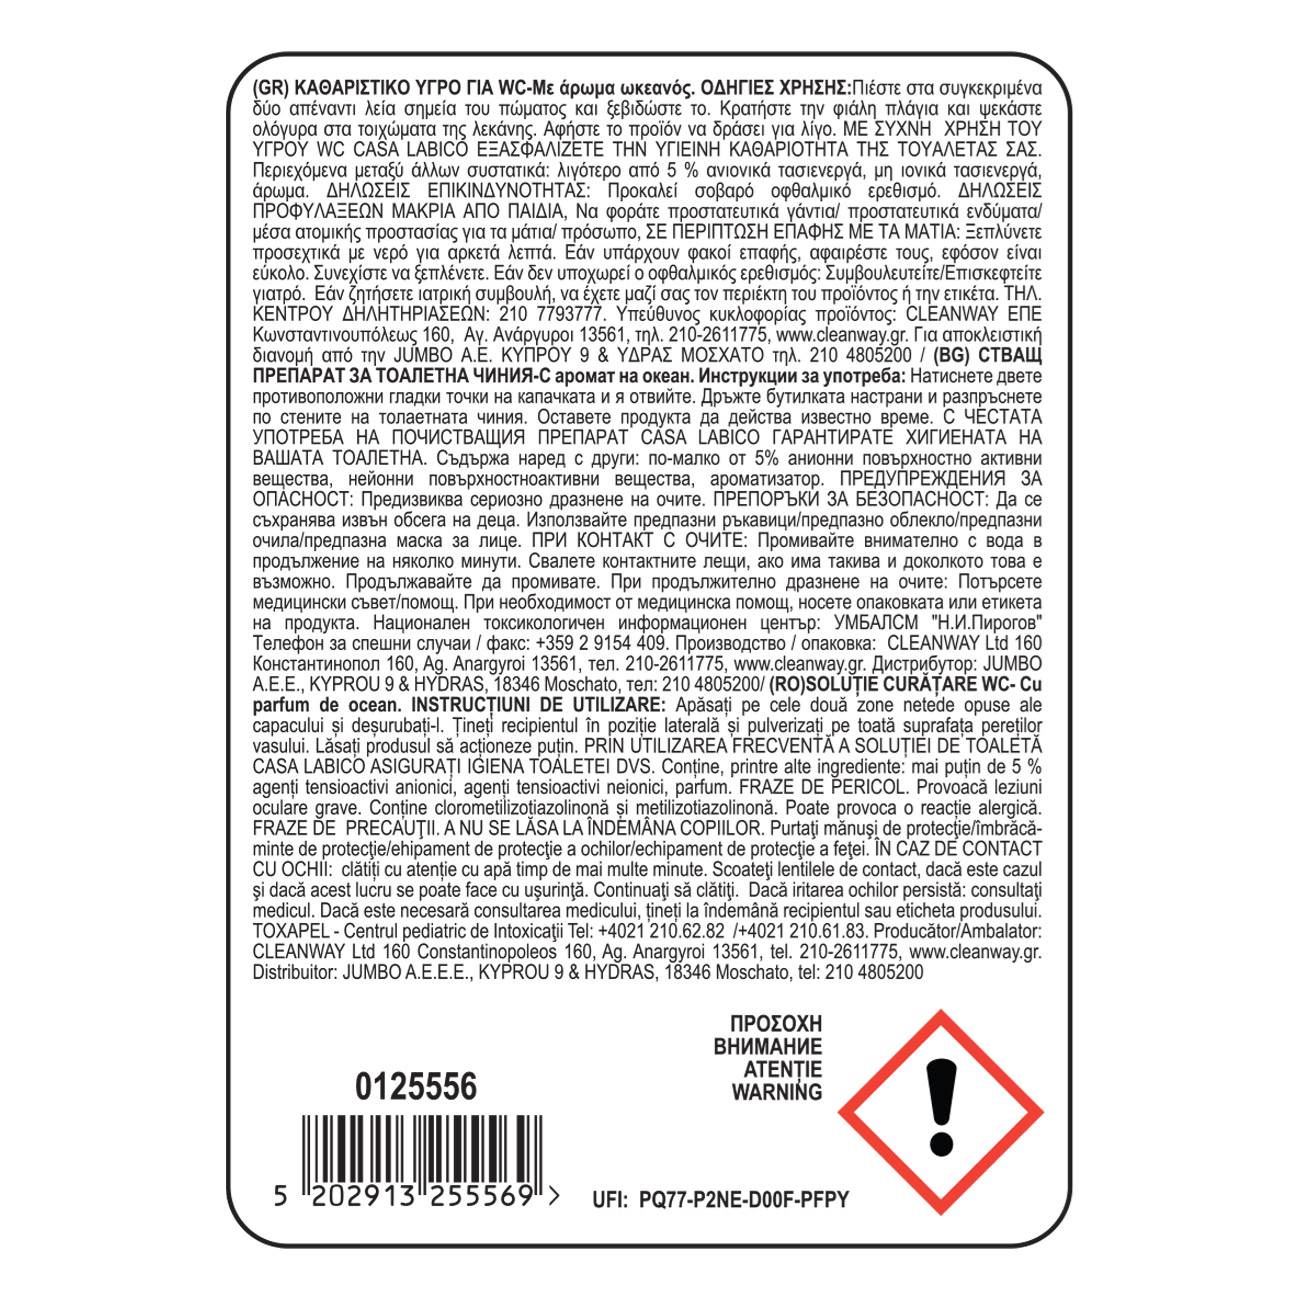 (GR) ΚΑΘΑΡΙΣΤΙΚΟ ΥΓΡΟ ΓΙΑ WC-Με άρωμα ωκεανός. ΟΔΗΓΙΕΣ ΧΡΗΣΗΣ:Πιέστε στα συγκεκριμένα
δύο απέναντι λεία σημεία του πώματος και ξεβιδώστε το. Κρατήστε την φιάλη πλάγια και ψεκάστε
ολόγυρα στα τοιχώματα της λεκάνης. Αφήστε το προϊόν να δράσει για λίγο. ΜΕ ΣΥΧΝΗ ΧΡΗΣΗ ΤΟΥ
ΥΓΡΟΥ WC CASA LABICO ΕΞΑΣΦΑΛΙΖΕΤΕ ΤΗΝ ΥΓΙΕΙΝΗ ΚΑΘΑΡΙΟΤΗΤΑ ΤΗΣ ΤΟΥΑΛΕΤΑΣ ΣΑΣ.
Περιεχόμενα μεταξύ άλλων συστατικά: λιγότερο από 5 % ανιονικά τασιενεργά, μη ιονικά τασιενεργά,
άρωμα. ΔΗΛΩΣΕΙΣ ΕΠΙΚΙΝΔΥΝΟΤΗΤΑΣ: Προκαλεί σοβαρό οφθαλμικό ερεθισμό. ΔΗΛΩΣΕΙΣ
ΠΡΟΦΥΛΑΞΕΩΝ ΜΑΚΡΙΑ ΑΠΟ ΠΑΙΔΙΑ, Να φοράτε προστατευτικά γάντια/ προστατευτικά ενδύματα/
μέσα ατομικής προστασίας για τα μάτια/ πρόσωπο, ΣΕ ΠΕΡΙΠΤΩΣΗ ΕΠΑΦΗΣ ΜΕ ΤΑ ΜΑΤΙΑ: Ξεπλύνετε
προσεχτικά με νερό για αρκετά λεπτά. Εάν υπάρχουν φακοί επαφής, αφαιρέστε τους, εφόσον είναι
εύκολο. Συνεχίστε να ξεπλένετε. Εάν δεν υποχωρεί ο οφθαλμικός ερεθισμός: Συμβουλευτείτε/Επισκεφτείτε
γιατρό. Εάν ζητήσετε ιατρική συμβουλή, να έχετε μαζί σας τον περιέκτη του προϊόντος ή την ετικέτα. ΤΗΛ.
ΚΕΝΤΡΟΥ ΔΗΛΗΤΗΡΙΑΣΕΩΝ: 210 7793777. Υπεύθυνος κυκλοφορίας προϊόντος: CLEANWAY ΕΠΕ
Κωνσταντινουπόλεως 160, Αγ. Ανάργυροι 13561, τηλ. 210-2611775, www.cleanway.gr. Για αποκλειστική
διανομή από την JUMBO Α.Ε. ΚΥΠΡΟΥ 9 & ΥΔΡΑΣ ΜΟΣΧΑΤΟ τηλ. 210 4805200 / (BG) СТВАЩ
ПРЕПАРАТ ЗА ТОАЛЕТНА ЧИНИЯ-С аромат на океан. Инструкции за употреба: Натиснете двете
противоположни гладки точки на капачката и я отвийте. Дръжте бутилката настрани и разпръснете
по стените на толаетната чиния. Оставете продукта да действа известно време. С ЧЕСТАТА
УПОТРЕБА НА ПОЧИСТВАЩИЯ ПРЕПАРАТ CASA LABICO ГАРАНТИРАТЕ ХИГИЕНАТА НА
ВАШАТА ТОАЛЕТНА. Съдържа наред с други: по-малко от 5% анионни повърхностно активни
вещества, нейонни повърхностноактивни вещества, ароматизатор. ПРЕДУПРЕЖДЕНИЯ ЗА
ОПАСНОСТ: Предизвиква сериозно дразнене на очите. ПРЕПОРЪКИ ЗА БЕЗОПАСНОСТ: Да се
съхранява извън обсега на деца. Използвайте предпазни ръкавици/предпазно облекло/предпазни
очила/предпазна маска за лице. ПРИ КОНТАКТ С ОЧИТЕ: Промивайте внимателно с вода в
продължение на няколко минути. Свалете контактните лещи, ако има такива и доколкото това е
възможно. Продължавайте да промивате. При продължително дразнене на очите: Потърсете
медицински съвет/помощ. При необходимост от медицинска помощ, носете опаковката или етикета
на продукта. Национален токсикологичен информационен център: УМБАЛСМ "Н.И.Пирогов"
Телефон за спешни случаи / факс: +359 2 9154 409. Производство / опаковка: CLEANWAY Ltd 160
Константинопол 160, Ag. Anargyroi 13561, тел. 210-2611775, www.cleanway.gr. Дистрибутор: JUMBO
A.E.E., KYPROU 9 & HYDRAS, 18346 Moschato, тел: 210 4805200/ (RO)SOLUȚIE CURĂȚARE WC- Cu
parfum de ocean. INSTRUCȚIUNI DE UTILIZARE: Apăsați pe cele două zone netede opuse ale
capacului și deșurubați-l. Țineți recipientul în poziție laterală și pulverizați pe toată suprafața pereților
vasului. Lăsați produsul să acționeze puțin. PRIN UTILIZAREA FRECVENTĂ A SOLUȚIEI DE TOALETĂ
CASA LABICO ASIGURAȚI IGIENA TOALETEI DVS. Conține, printre alte ingrediente: mai puțin de 5 %
agenți tensioactivi anionici, agenți tensioactivi neionici, parfum. FRAZE DE PERICOL. Provoacă leziuni
oculare grave. Conține clorometilizotiazolinonă și metilizotiazolinonă. Poate provoca o reacție alergică.
FRAZE DE PRECAUŢII. A NU SE LĂSA LA ÎNDEMÂNA COPIILOR. Purtaţi mănuşi de protecţie/îmbrăcă-
minte de protecţie/ehipament de protecţie a ochilor/echipament de protecţie a feţei. ÎN CAZ DE CONTACT
CU OCHII: clătiți cu atenție cu apă timp de mai multe minute. Scoateţi lentilele de contact, dacă este cazul
şi dacă acest lucru se poate face cu uşurinţă. Continuaţi să clătiţi. Dacă iritarea ochilor persistă: consultaţi
medicul. Dacă este necesară consultarea medicului, țineți la îndemână recipientul sau eticheta produsului.
TOXAPEL - Centrul pediatric de Intoxicaţii Tel: +4021 210.62.82 /+4021 210.61.83. Producător/Ambalator:
CLEANWAY Ltd 160 Constantinopoleos 160, Ag. Anargyroi 13561, tel. 210-2611775, www.cleanway.gr.
Distribuitor: JUMBO A.E.E.E., KYPROU 9 & HYDRAS, 18346 Moschato, tel: 210 4805200
ΠΡΟΣΟΧΗ
ВНИМАНИЕ
ATENȚIE
WARNING
0125556
5 202913 255569 >
UFI: PQ77-P2NE-D00F-PFPY